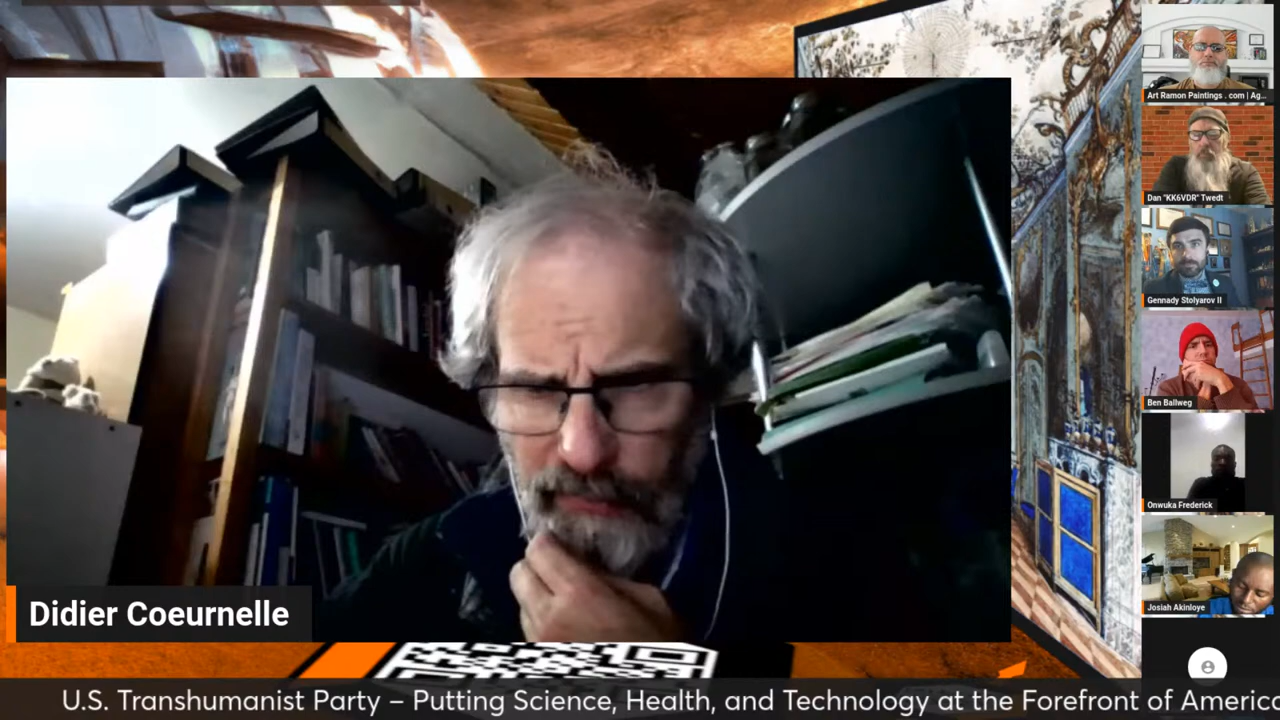 Art Ramon Paintings . com | Ag...
Dan "KK6VDR" Twedt
Gennady Stolyarov II
Ben Ballweg
Onwuka Frederick
Josiah Akinloye
Didier Coeurnelle
U.S. Transhumanist Party – Putting Science, Health, and Technology at the Forefront of Americ